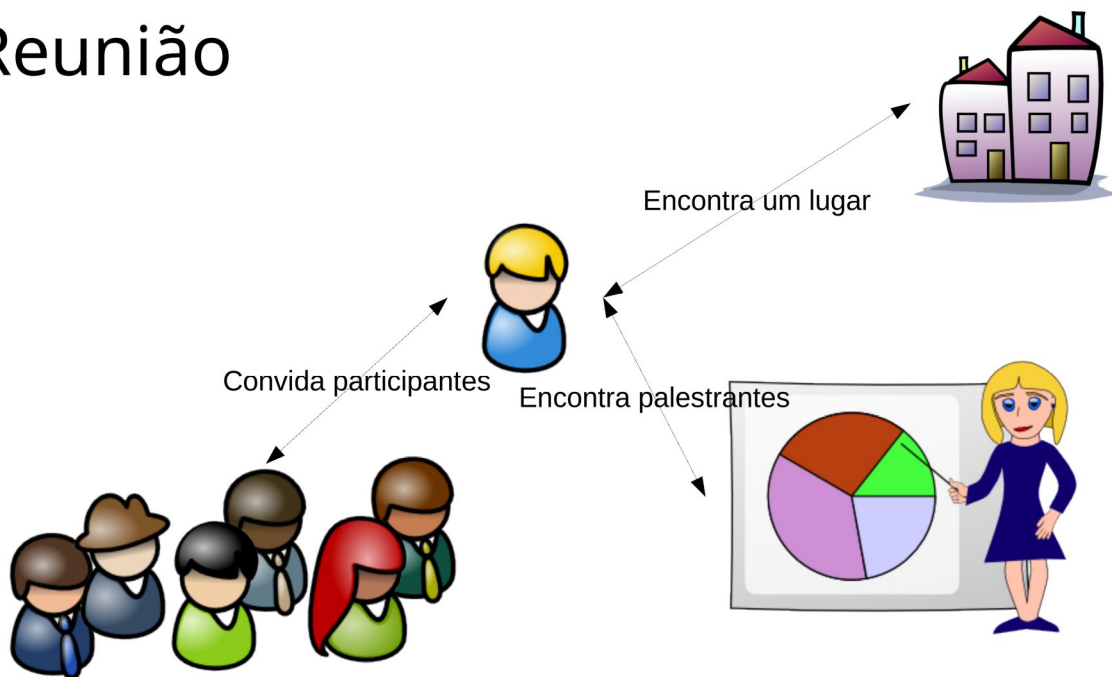 Reunião
Encontra um lugar
Convida participantes
Encontra palestrantes